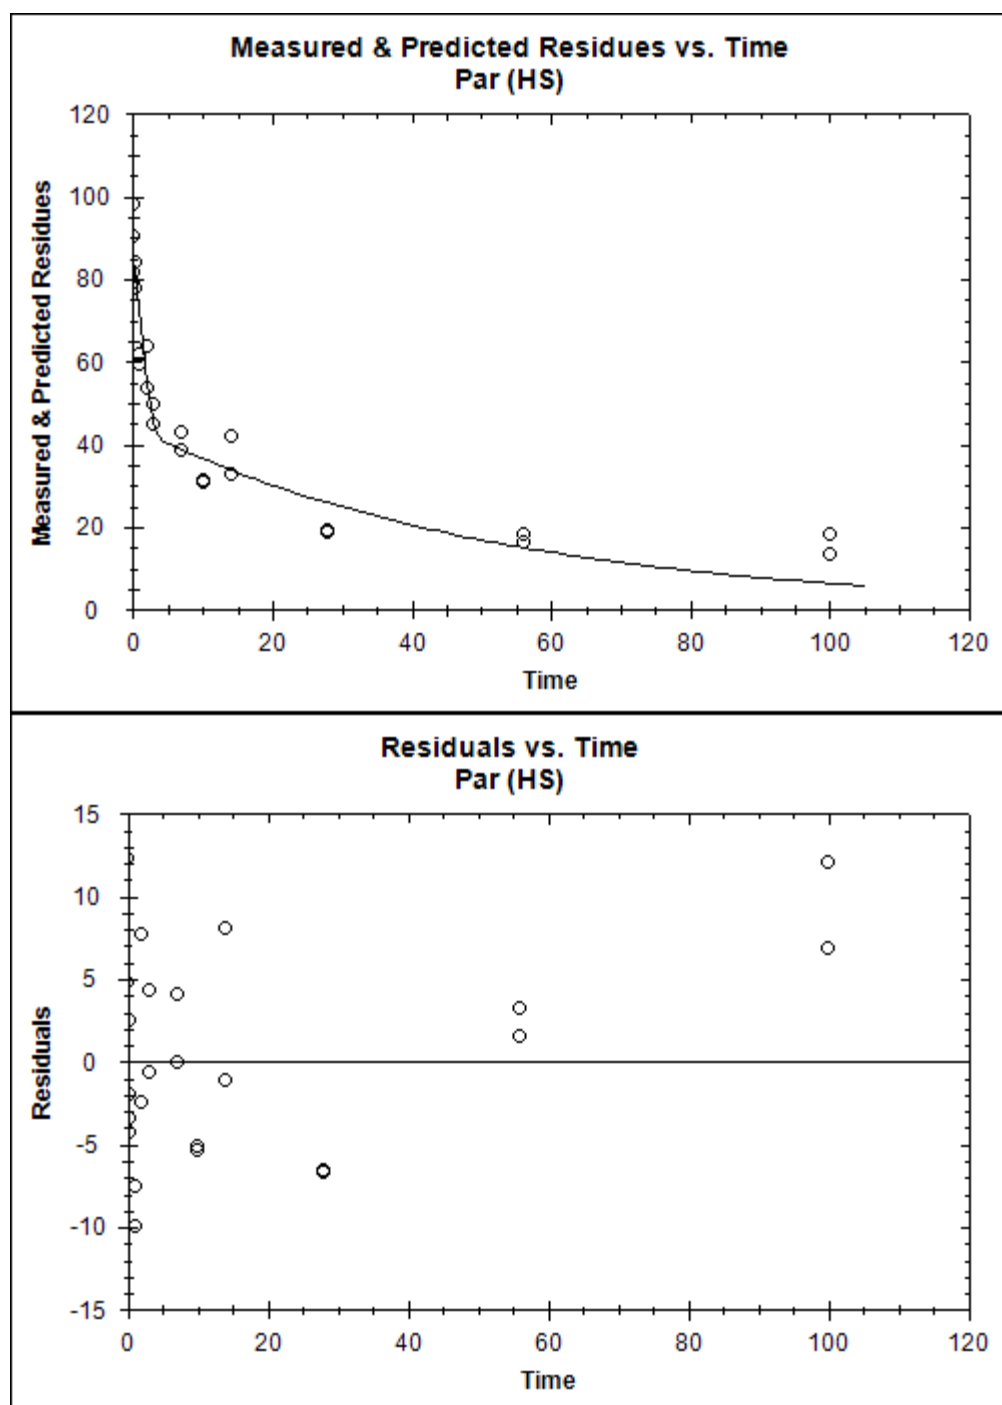 Measured & Predicted Residues vs. Time
Par (HS)
Measured & Predicted Residues
120
100
80
60
40
20
0
0 20 40 60 80 100 120
Time
Residuals vs. Time
Par (HS)
Residuals
15
10
5
0
-5
-10
-15
0 20 40 60 80 100 120
Time